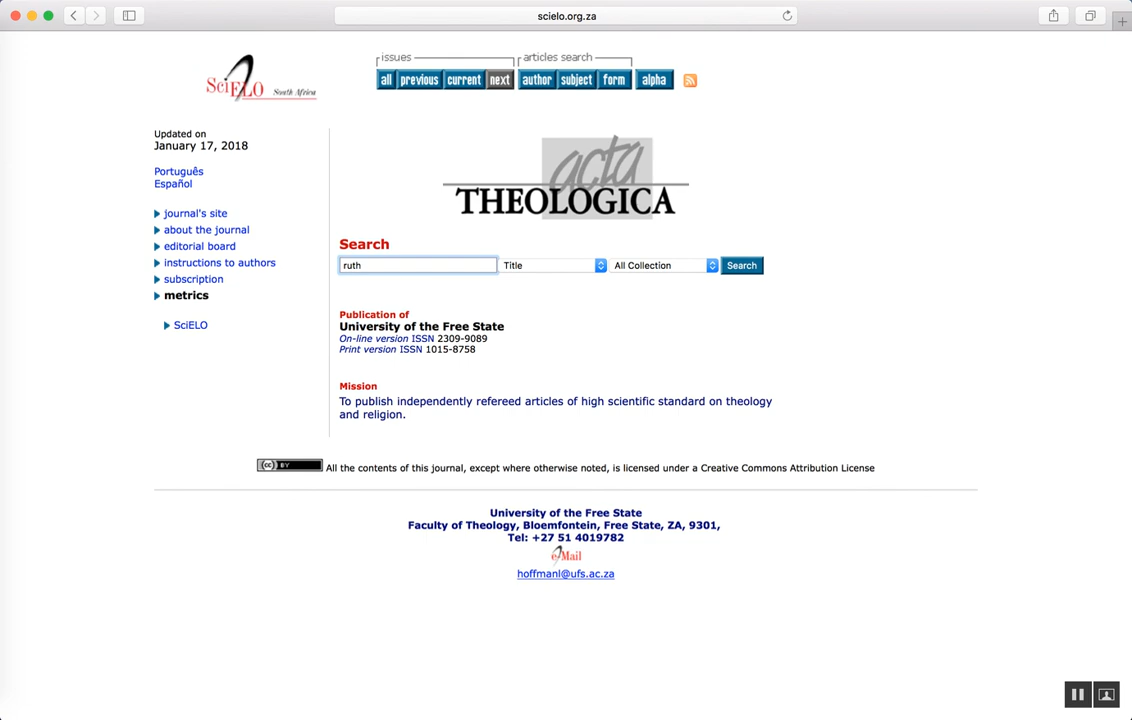 scielo.org.za
issues
articles search
all previous current next author subject form alpha
SciELO South Africa
Updated on
January 17, 2018
Português
Español
journal's site
about the journal
editorial board
instructions to authors
subscription
metrics
SciELO
acta
THEOLOGICA
Search
ruth Title All Collection Search
Publication of
University of the Free State
On-line version ISSN 2309-9089
Print version ISSN 1015-8758
Mission
To publish independently refereed articles of high scientific standard on theology
and religion.
cc BY All the contents of this journal, except where otherwise noted, is licensed under a Creative Commons Attribution License
University of the Free State
Faculty of Theology, Bloemfontein, Free State, ZA, 9301,
Tel: +27 51 4019782
e-Mail
hoffmanl@ufs.ac.za